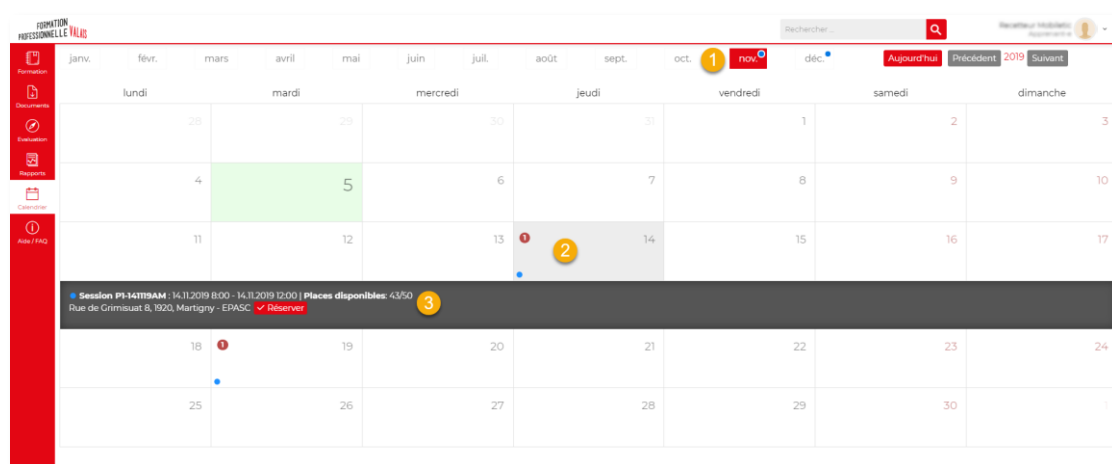 FORMATION
PROFESSIONNELLE VALAIS
Rechercher ...
Apprenant-e
Formation
Documents
Evaluation
Rapports
Calendrier
Aide / FAQ
janv. févr. mars avril mai juin juil. août sept. oct. 1 nov. déc. Aujourd'hui Précédent 2019 Suivant
lundi mardi mercredi jeudi vendredi samedi dimanche
28 29 30 31 1 2 3
4 5 6 7 8 9 10
11 12 13 1 2 14 15 16 17
Session P1-141119AM : 14.11.2019 8:00 - 14.11.2019 12:00 | Places disponibles: 43/50 3
Rue de Grimisuat 8, 1920, Martigny - EPASC Réserver
18 1 19 20 21 22 23 24
25 26 27 28 29 30